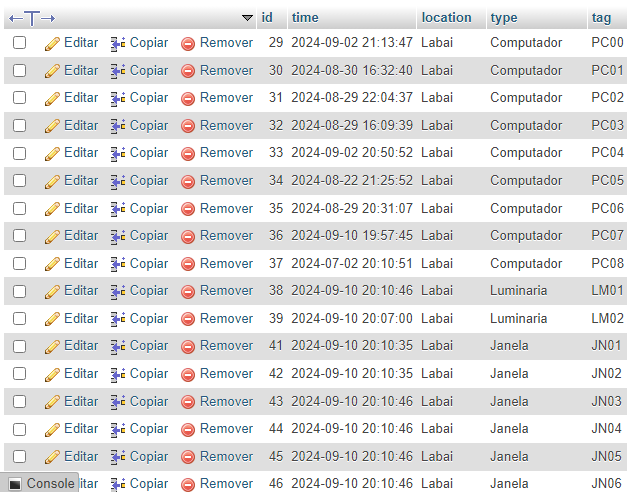 id time location type tag
Editar Copiar Remover 29 2024-09-02 21:13:47 Labai Computador PC00
Editar Copiar Remover 30 2024-08-30 16:32:40 Labai Computador PC01
Editar Copiar Remover 31 2024-08-29 22:04:37 Labai Computador PC02
Editar Copiar Remover 32 2024-08-29 16:09:39 Labai Computador PC03
Editar Copiar Remover 33 2024-09-02 20:50:52 Labai Computador PC04
Editar Copiar Remover 34 2024-08-22 21:25:52 Labai Computador PC05
Editar Copiar Remover 35 2024-08-29 20:31:07 Labai Computador PC06
Editar Copiar Remover 36 2024-09-10 19:57:45 Labai Computador PC07
Editar Copiar Remover 37 2024-07-02 20:10:51 Labai Computador PC08
Editar Copiar Remover 38 2024-09-10 20:10:46 Labai Luminaria LM01
Editar Copiar Remover 39 2024-09-10 20:07:00 Labai Luminaria LM02
Editar Copiar Remover 41 2024-09-10 20:10:35 Labai Janela JN01
Editar Copiar Remover 42 2024-09-10 20:10:35 Labai Janela JN02
Editar Copiar Remover 43 2024-09-10 20:10:46 Labai Janela JN03
Editar Copiar Remover 44 2024-09-10 20:10:46 Labai Janela JN04
Editar Copiar Remover 45 2024-09-10 20:10:46 Labai Janela JN05
Console itar Copiar Remover 46 2024-09-10 20:10:46 Labai Janela JN06